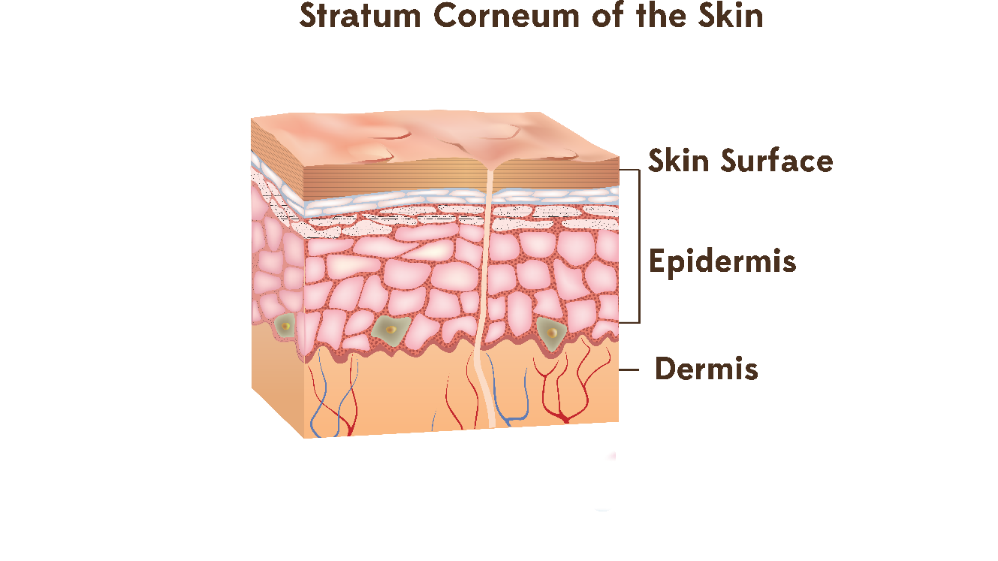 Stratum Corneum of the Skin
Skin Surface
Epidermis
Dermis